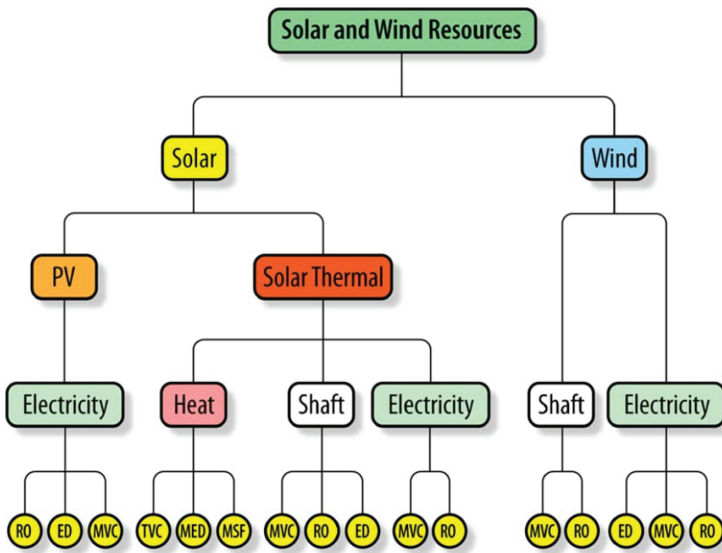 Solar and Wind Resources
Solar
Wind
PV
Solar Thermal
Electricity
Heat
Shaft
Electricity
Shaft
Electricity
RO
ED
MVC
TVC
MED
MSF
MVC
RO
ED
MVC
RO
MVC
RO
ED
MVC
RO